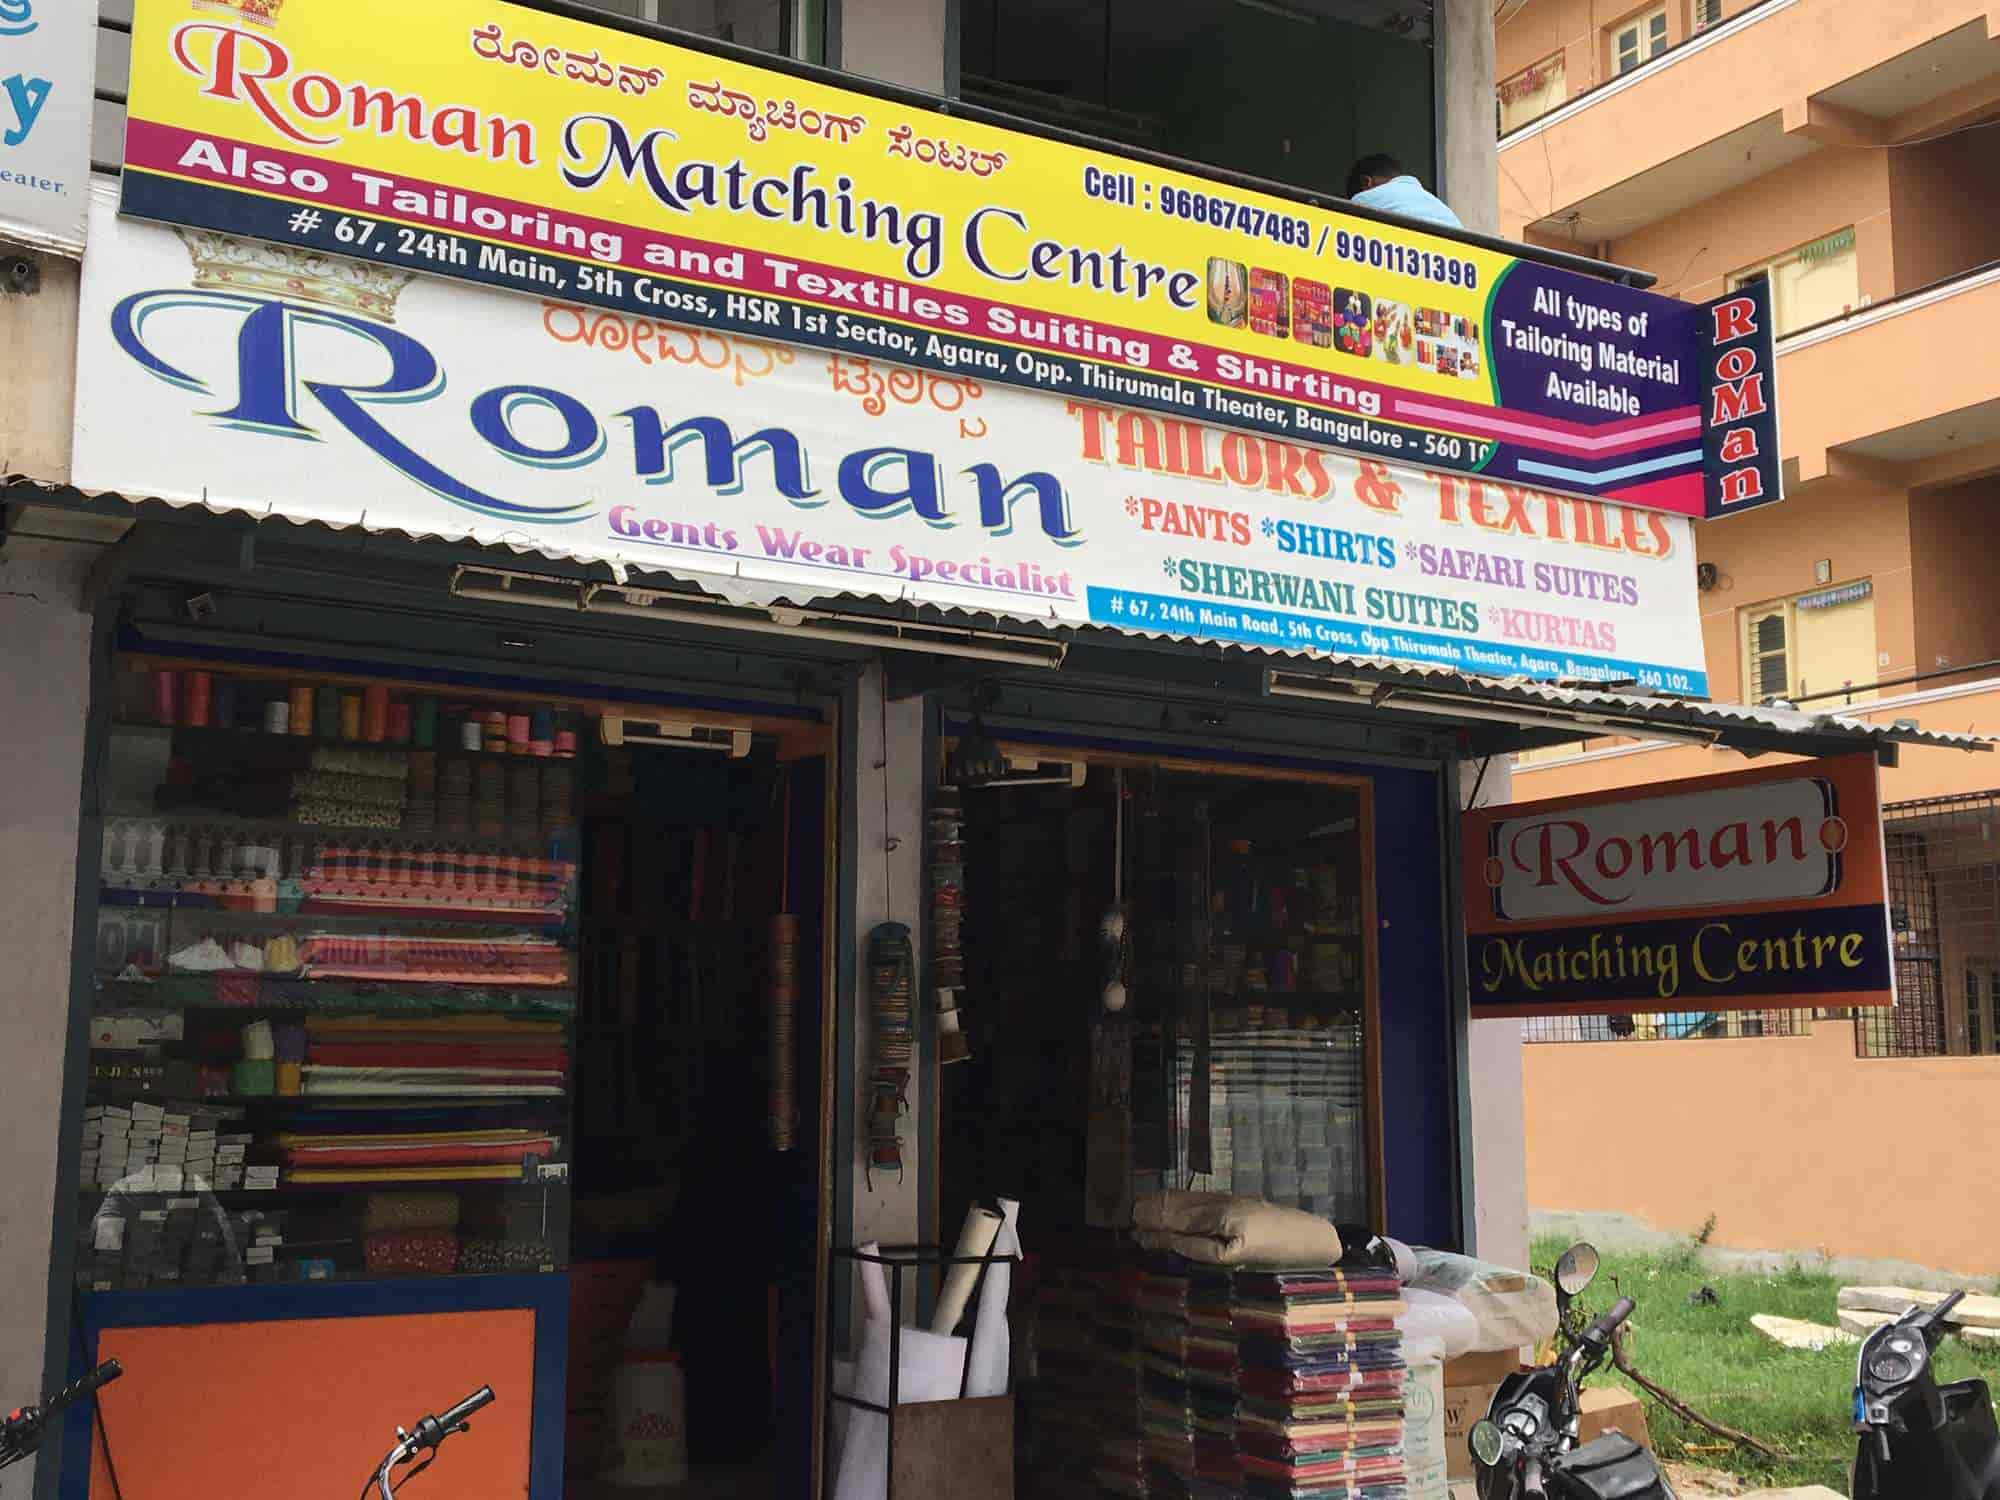 y
eater,
ರೋಮನ್ ಮ್ಯಾಚಿಂಗ್ ಸೆಂಟರ್
Roman Matching Centre
Cell : 9686747483 / 9901131398
Also Tailoring and Textiles Suiting & Shirting
# 67, 24th Main, 5th Cross, HSR 1st Sector, Agara, Opp. Thirumala Theater, Bangalore - 560 10
All types of
Tailoring Material
Available
ROMan
ರೋಮನ್ ಟೈಲರ್ಸ್
Roman
TAILORS & TEXTILES
Gents Wear Specialist
*PANTS *SHIRTS *SAFARI SUITES
*SHERWANI SUITES *KURTAS
# 67, 24th Main Road, 5th Cross, Opp Thirumala Theater, Agara, Bengaluru- 560 102.
Roman
Matching Centre